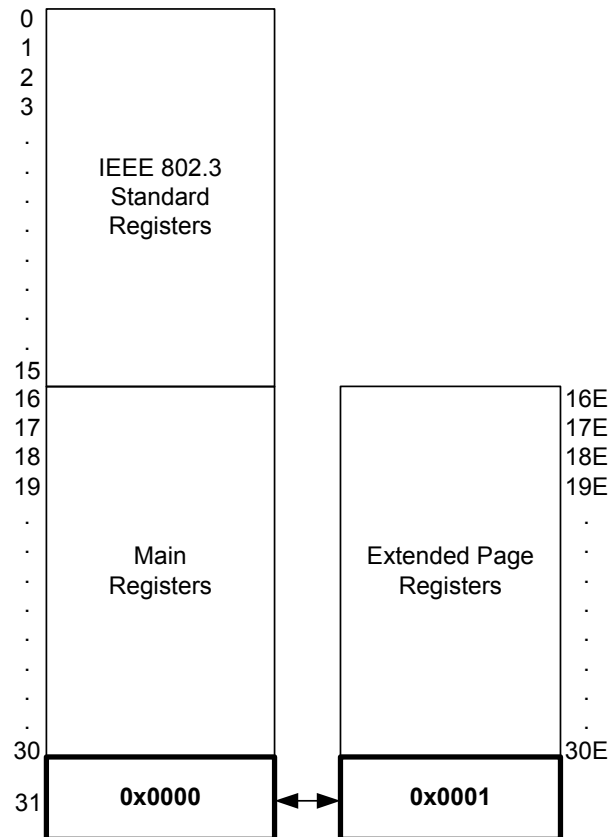 0
1
2
3
.
.
.
.
.
.
.
.
15
IEEE 802.3
Standard
Registers
16
17
18
19
.
.
.
.
.
.
.
.
30
Main
Registers
Extended Page
Registers
16E
17E
18E
19E
.
.
.
.
.
.
.
.
30E
31
0x0000
0x0001